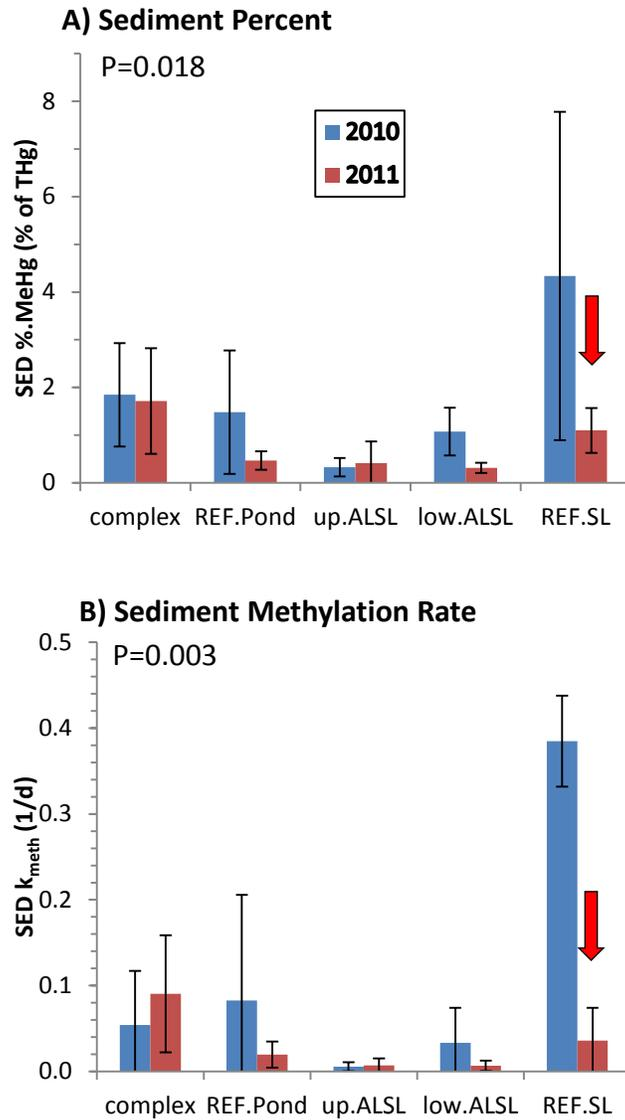 A) Sediment Percent
P=0.018
SED %.MeHg (% of THg)
8
6
4
2
0
2010
2011
complex REF.Pond up.ALSL low.ALSL REF.SL
B) Sediment Methylation Rate
P=0.003
SED kmeth (1/d)
0.5
0.4
0.3
0.2
0.1
0.0
complex REF.Pond up.ALSL low.ALSL REF.SL